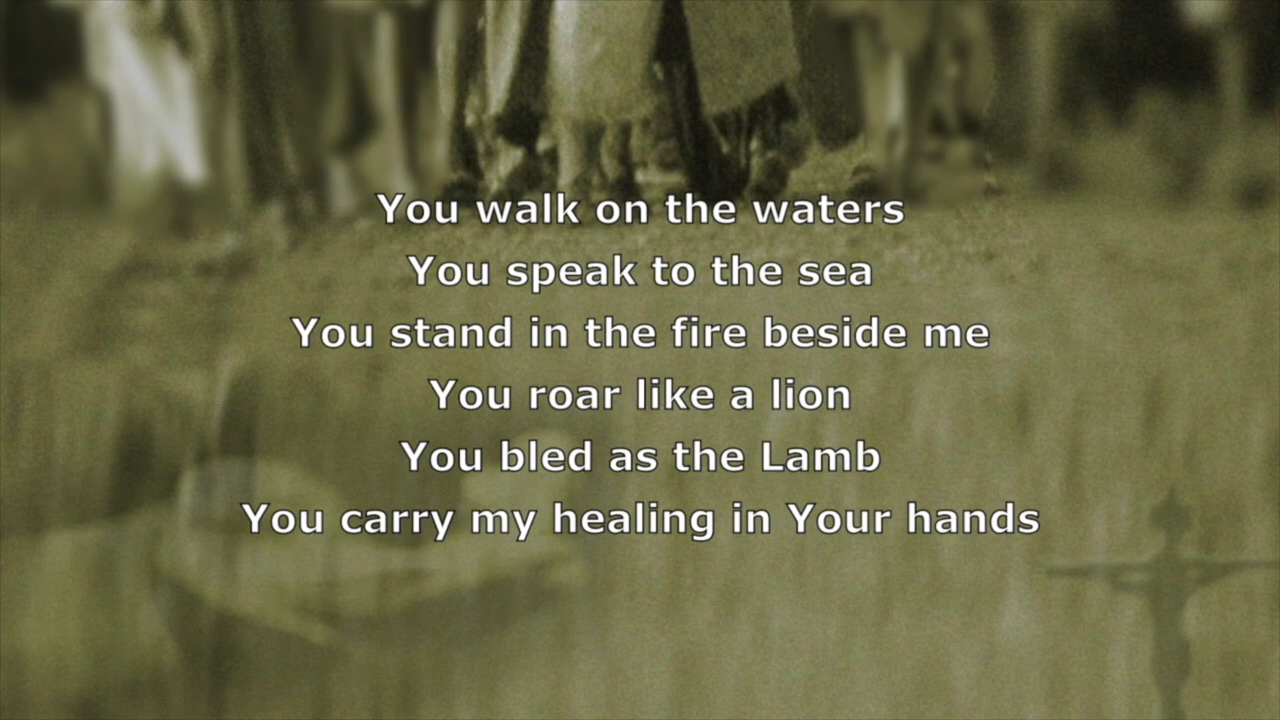 You walk on the waters
You speak to the sea
You stand in the fire beside me
You roar like a lion
You bled as the Lamb
You carry my healing in Your hands